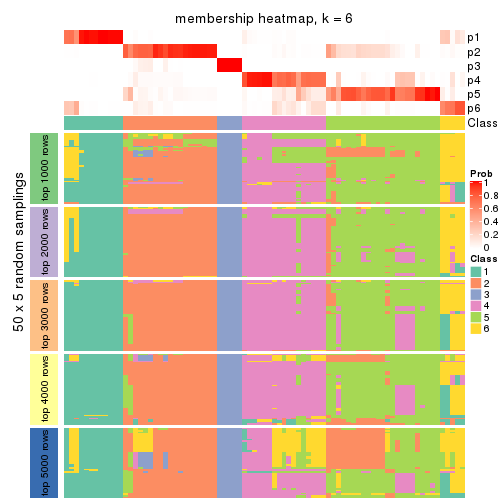 membership heatmap, k = 6
p1
p2
p3
p4
p5
p6
Class
50 x 5 random samplings
top 1000 rows
top 2000 rows
top 3000 rows
top 4000 rows
top 5000 rows
Prob
1
0.8
0.6
0.4
0.2
0
Class
1
2
3
4
5
6